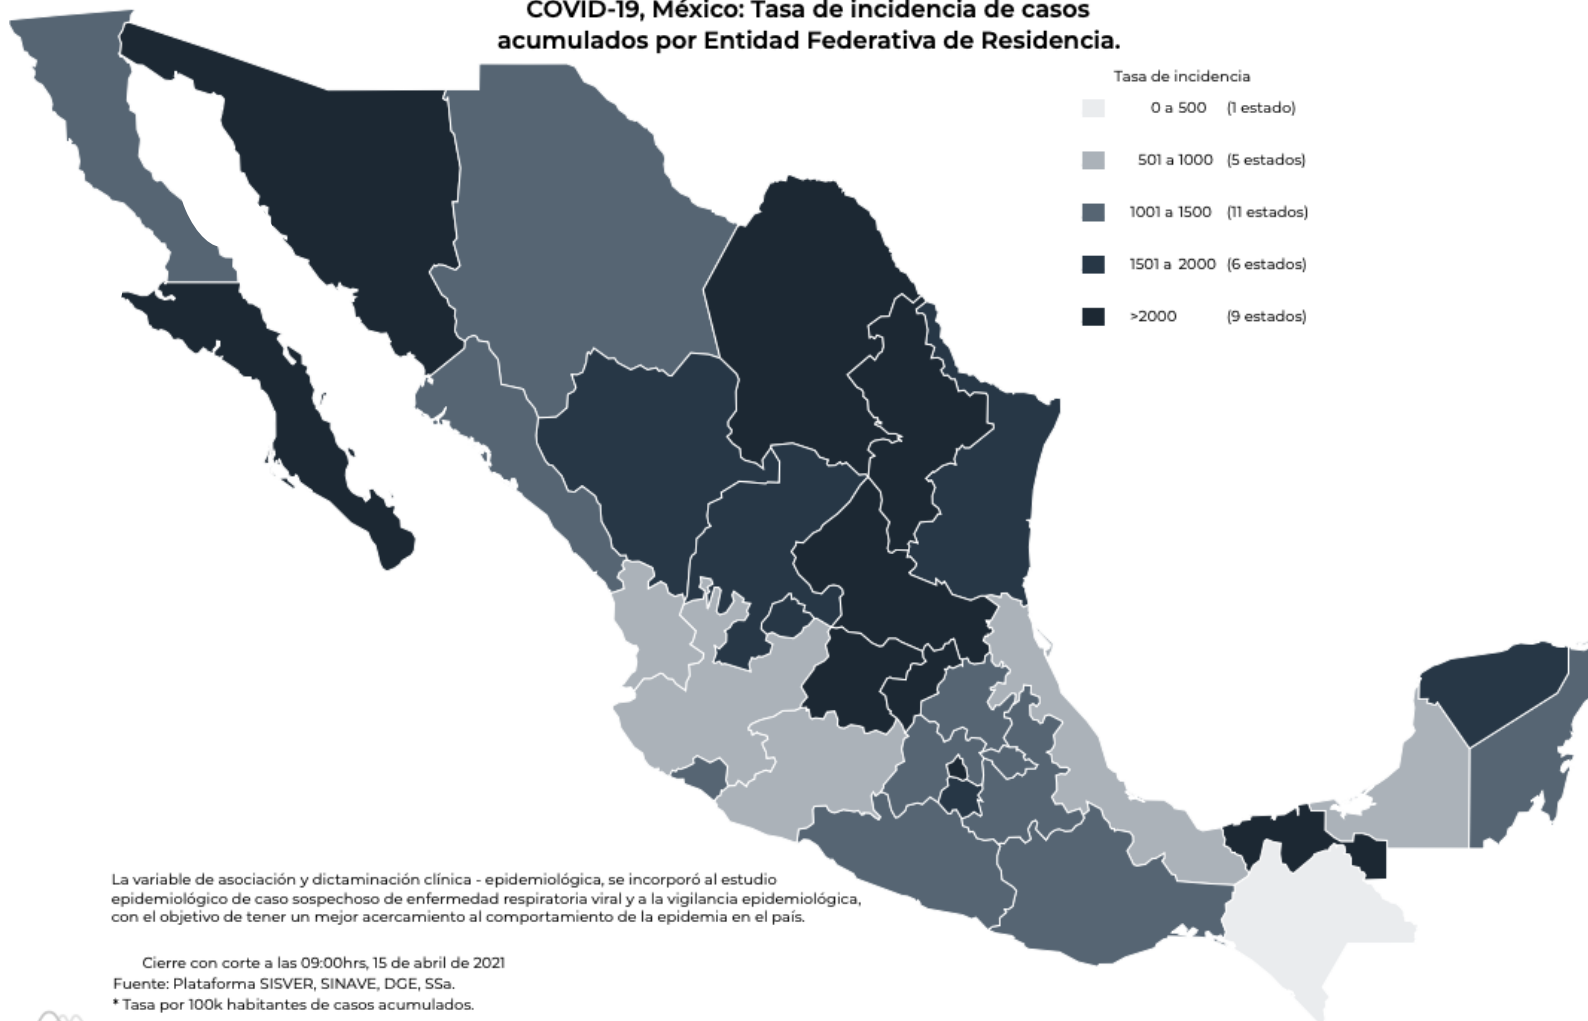 COVID-19, México: Tasa de incidencia de casos
acumulados por Entidad Federativa de Residencia.
Tasa de incidencia
0 a 500 (1 estado)
501 a 1000 (5 estados)
1001 a 1500 (11 estados)
1501 a 2000 (6 estados)
>2000 (9 estados)
La variable de asociación y dictaminación clínica - epidemiológica, se incorporó al estudio
epidemiológico de caso sospechoso de enfermedad respiratoria viral y a la vigilancia epidemiológica,
con el objetivo de tener un mejor acercamiento al comportamiento de la epidemia en el país.
Cierre con corte a las 09:00hrs, 15 de abril de 2021
Fuente: Plataforma SISVER, SINAVE, DGE, SSa.
* Tasa por 100k habitantes de casos acumulados.